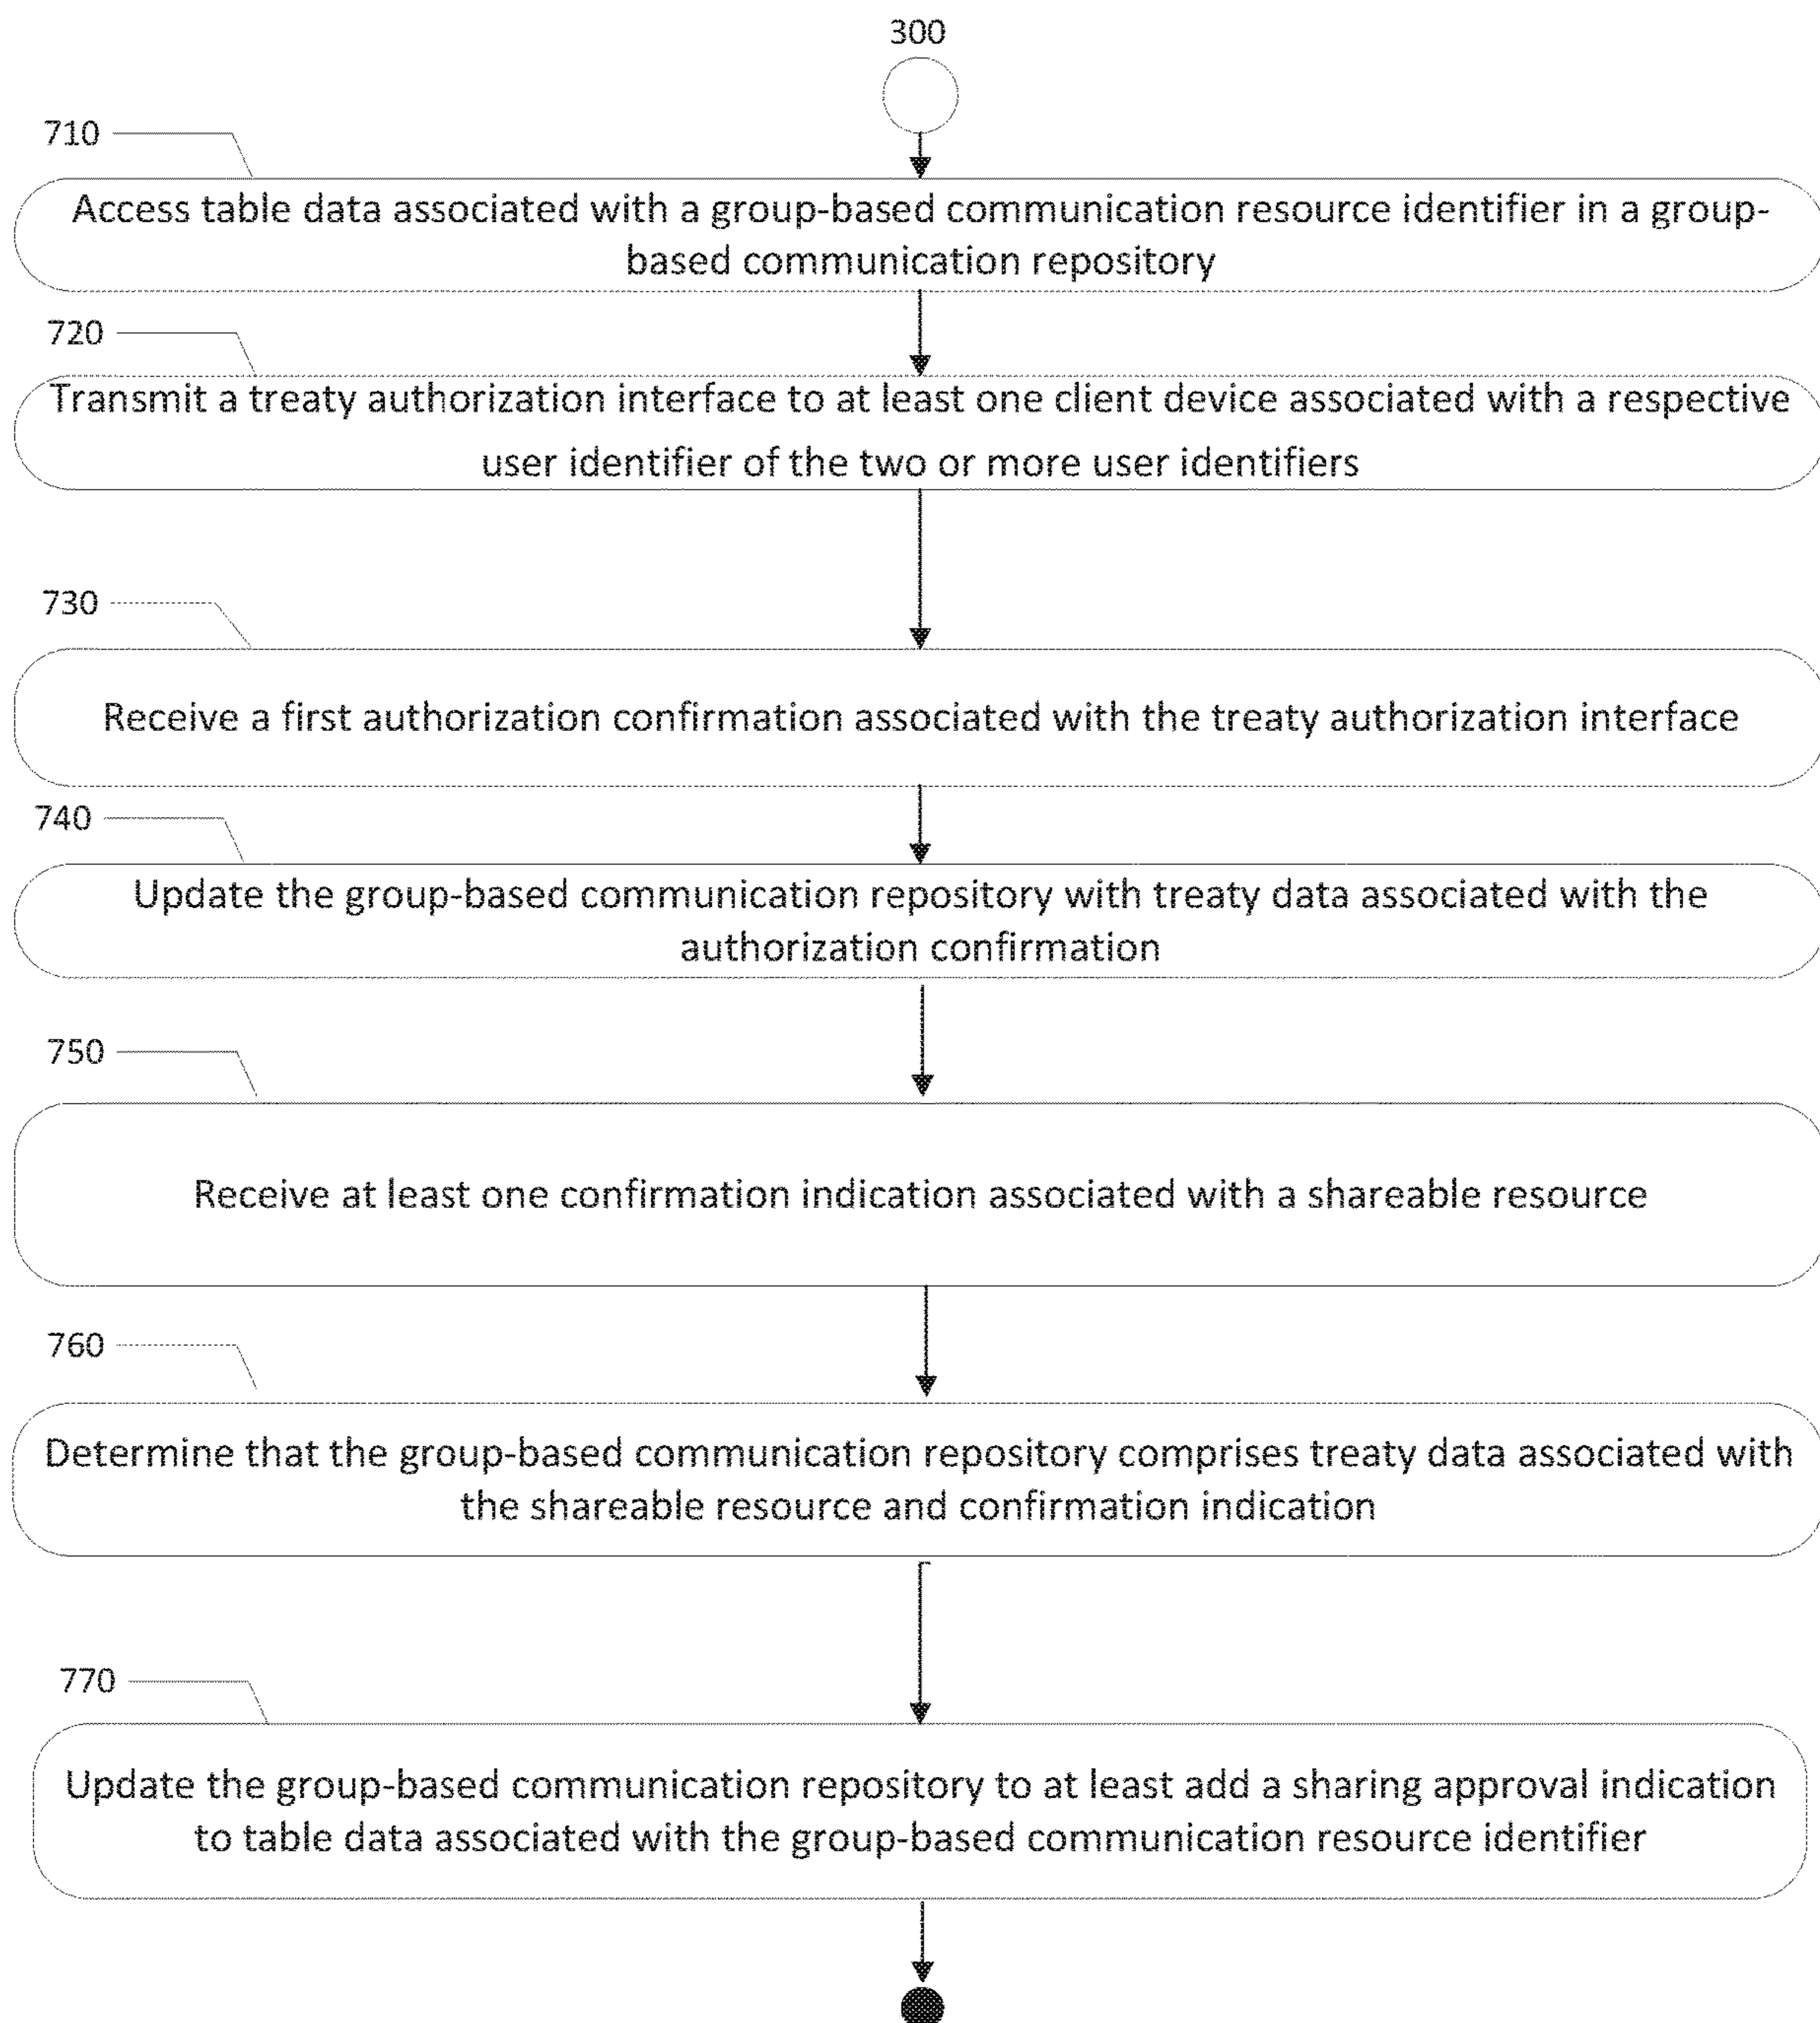 300
710
Access table data associated with a group-based communication resource identifier in a group-
based communication repository
720
Transmit a treaty authorization interface to at least one client device associated with a respective
user identifier of the two or more user identifiers
730
Receive a first authorization confirmation associated with the treaty authorization interface
740
Update the group-based communication repository with treaty data associated with the
authorization confirmation
750
Receive at least one confirmation indication associated with a shareable resource
760
Determine that the group-based communication repository comprises treaty data associated with
the shareable resource and confirmation indication
770
Update the group-based communication repository to at least add a sharing approval indication
to table data associated with the group-based communication resource identifier